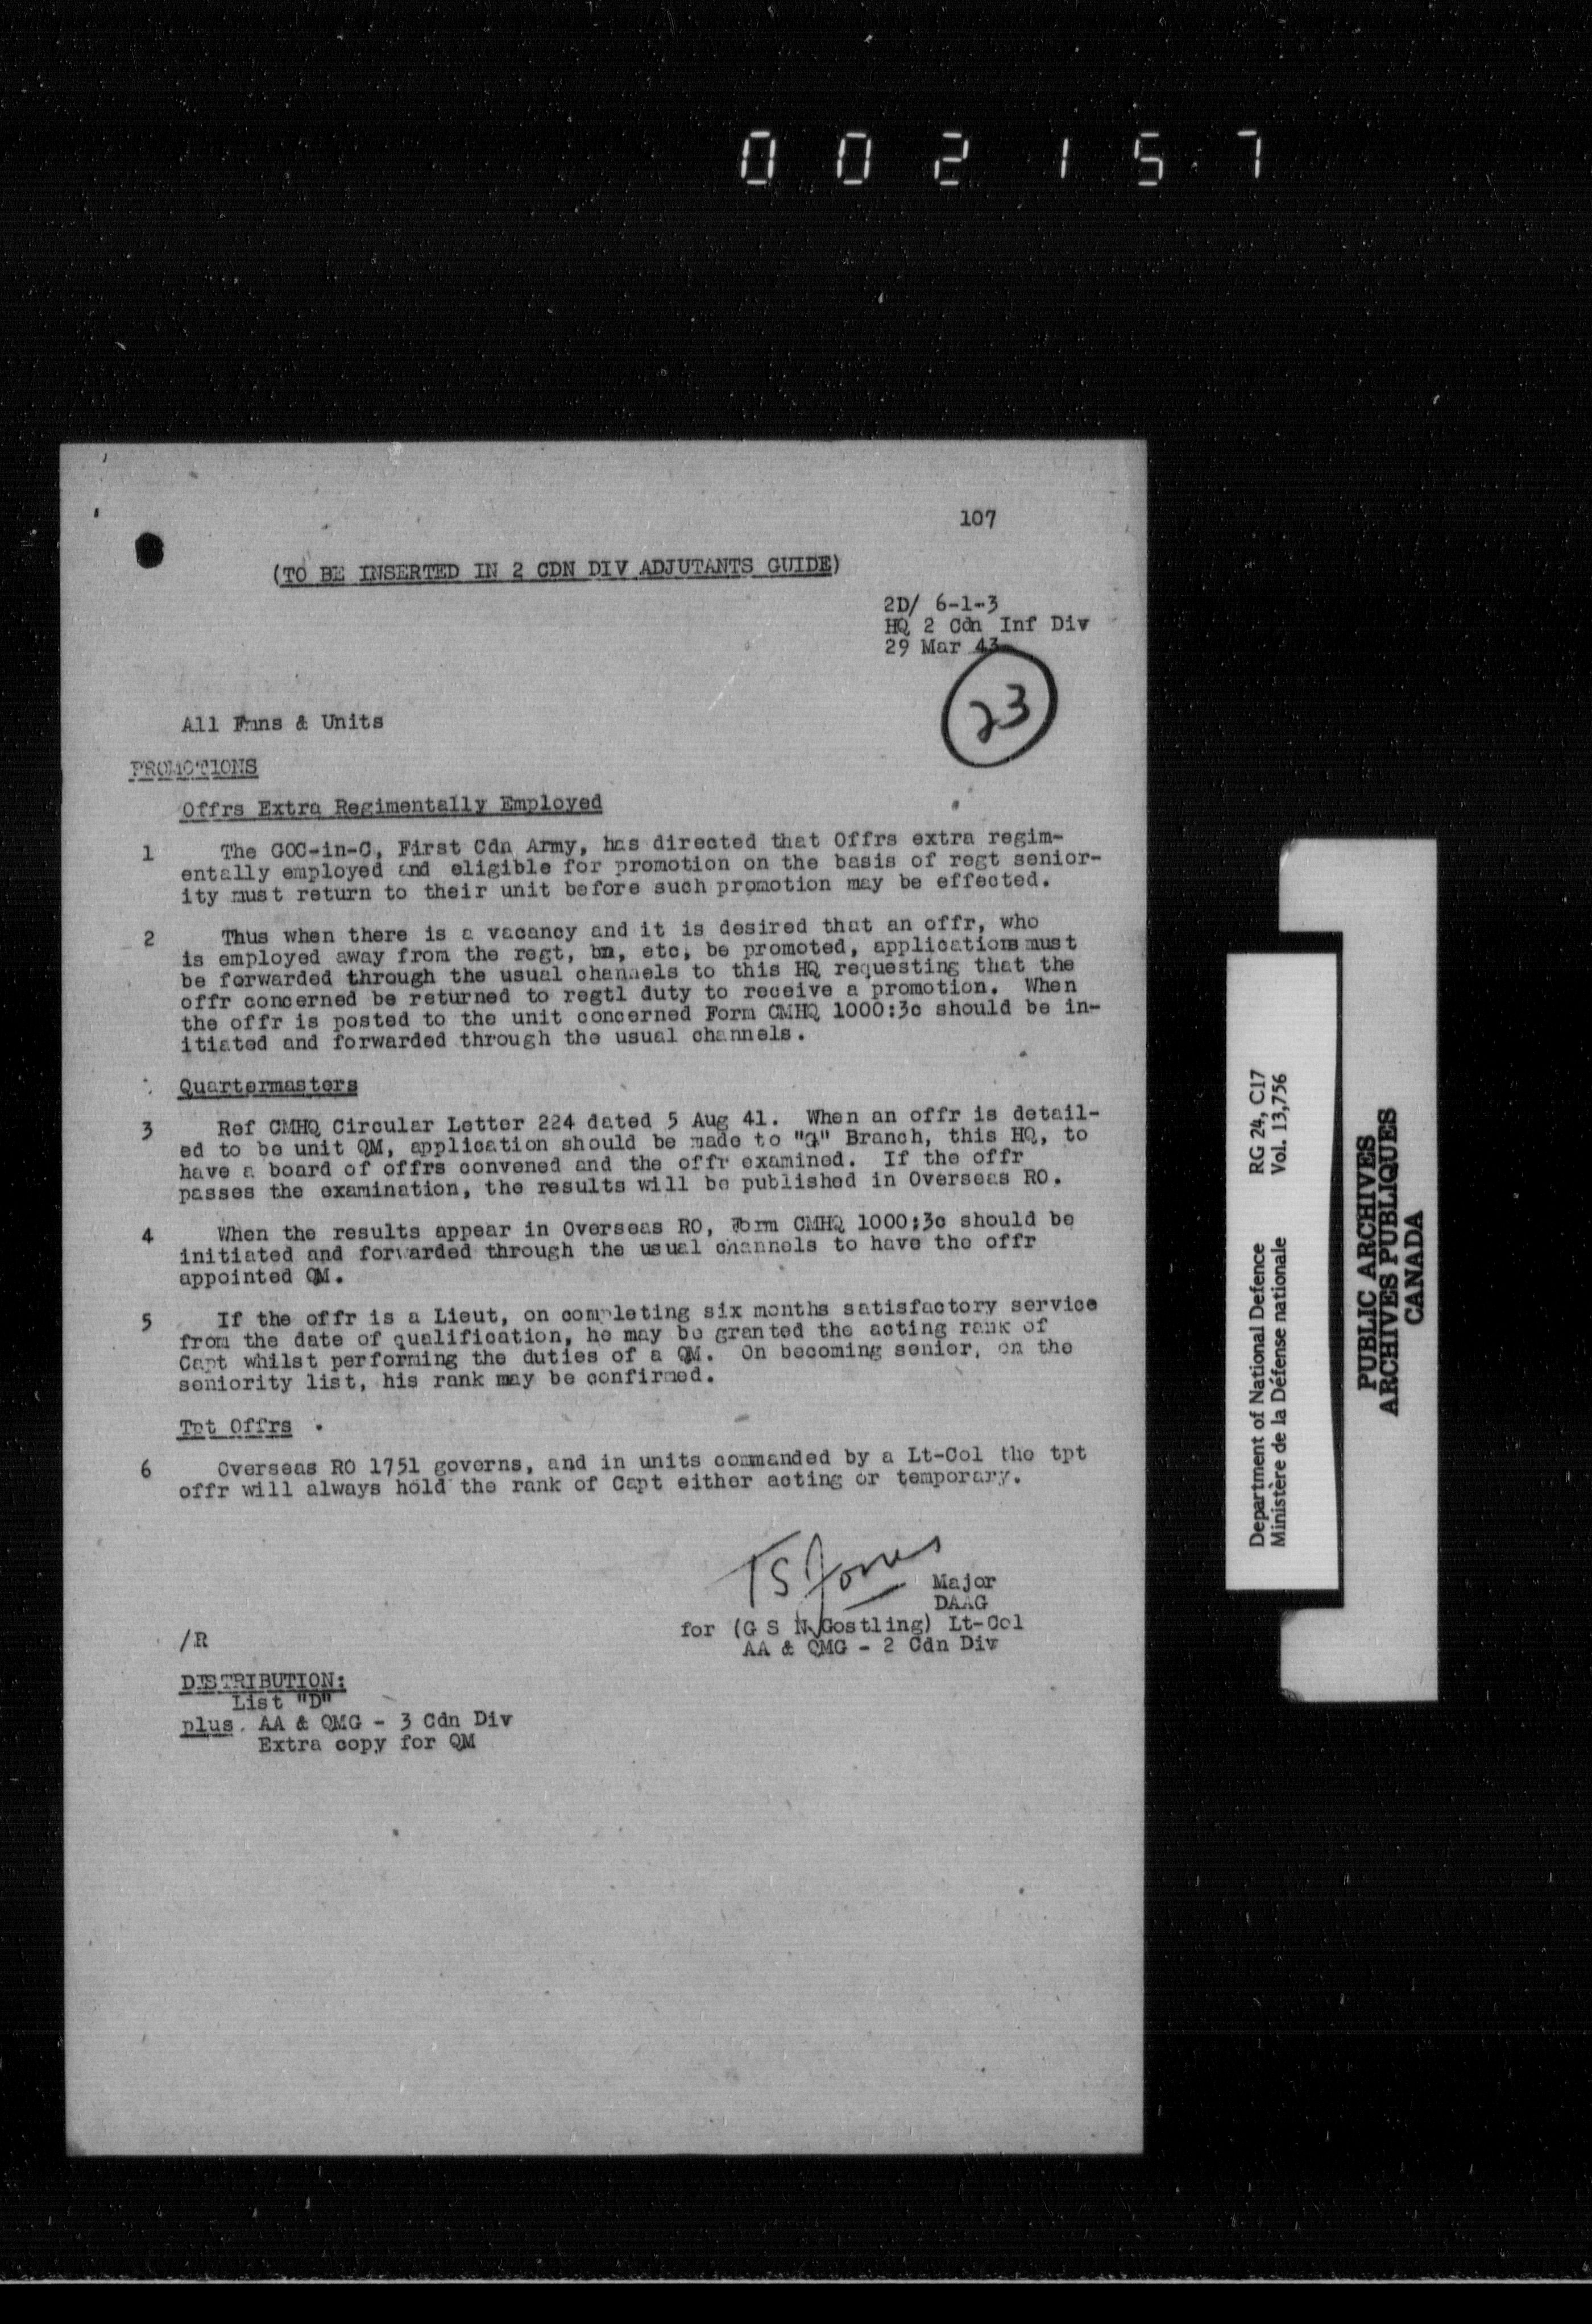 002157
107
(TO BE INSERTED IN 2 CDN DIV ADJUTANTS GUIDE)
2D/ 6-1-3
HQ 2 Cdn Inf Div
29 Mar 43
23
All Fmns & Units
PROMOTIONS
Offrs Extra Regimentally Employed
1 The GOC-in-C, First Cdn Army, has directed that Offrs extra regim-
entally employed and eligible for promotion on the basis of regt senior-
ity must return to their unit before such promotion may be effected.
2 Thus when there is a vacancy and it is desired that an offr, who
is employed away from the regt, bn, etc, be promoted, applications must
be forwarded through the usual channels to this HQ requesting that the
offr concerned be returned to regtl duty to receive a promotion. When
the offr is posted to the unit concerned Form CMHQ 1000:3c should be in-
itiated and forwarded through the usual channels.
Quartermasters
3 Ref CMHQ Circular Letter 224 dated 5 Aug 41. When an offr is detail-
ed to be unit QM, application should be made to "Q" Branch, this HQ, to
have a board of offrs convened and the offr examined. If the offr
passes the examination, the results will be published in Overseas RO.
4 When the results appear in Overseas RO, Form CMHQ 1000:3c should be
initiated and forwarded through the usual channels to have the offr
appointed QM.
5 If the offr is a Lieut, on completing six months satisfactory service
from the date of qualification, he may be granted the acting rank of
Capt whilst performing the duties of a QM. On becoming senior, on the
seniority list, his rank may be confirmed.
Tpt Offrs
6 Overseas RO 1751 governs, and in units commanded by a Lt-Col the tpt
offr will always hold the rank of Capt either acting or temporary.
TS Jones
Major
DAAG
for (G S N Gostling) Lt-Col
AA & QMG - 2 Cdn Div
/R
DISTRIBUTION:
List "D"
plus. AA & QMG - 3 Cdn Div
Extra copy for QM
Department of National Defence RG 24, C17
Ministère de la Défense nationale Vol. 13,756
PUBLIC ARCHIVES
ARCHIVES PUBLIQUES
CANADA